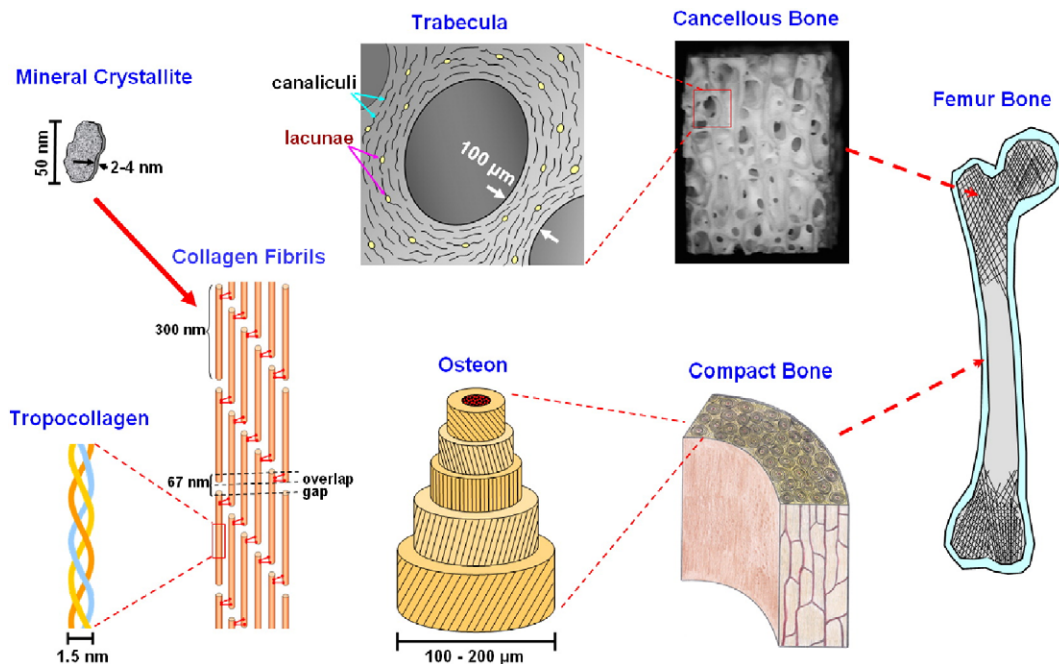 Trabecula
Cancellous Bone
Mineral Crystallite
canaliculi
Femur Bone
lacunae
50 nm
2-4 nm
100 µm
Collagen Fibrils
300 nm
Osteon
Compact Bone
Tropocollagen
67 nm
overlap
gap
1.5 nm
100 - 200 µm